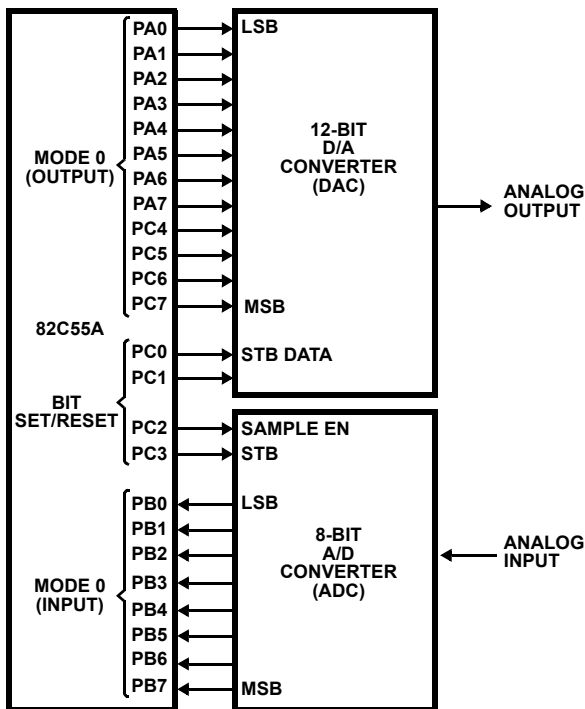 PA0 LSB
PA1
PA2
PA3
PA4
PA5
PA6
PA7
PC4
PC5
PC6
PC7 MSB
MODE 0
(OUTPUT)
12-BIT
D/A
CONVERTER
(DAC)
ANALOG
OUTPUT
82C55A
PC0 STB DATA
PC1
BIT
SET/RESET
PC2 SAMPLE EN
PC3 STB
PB0 LSB
PB1
PB2
PB3
PB4
PB5
PB6
PB7 MSB
MODE 0
(INPUT)
8-BIT
A/D
CONVERTER
(ADC)
ANALOG
INPUT